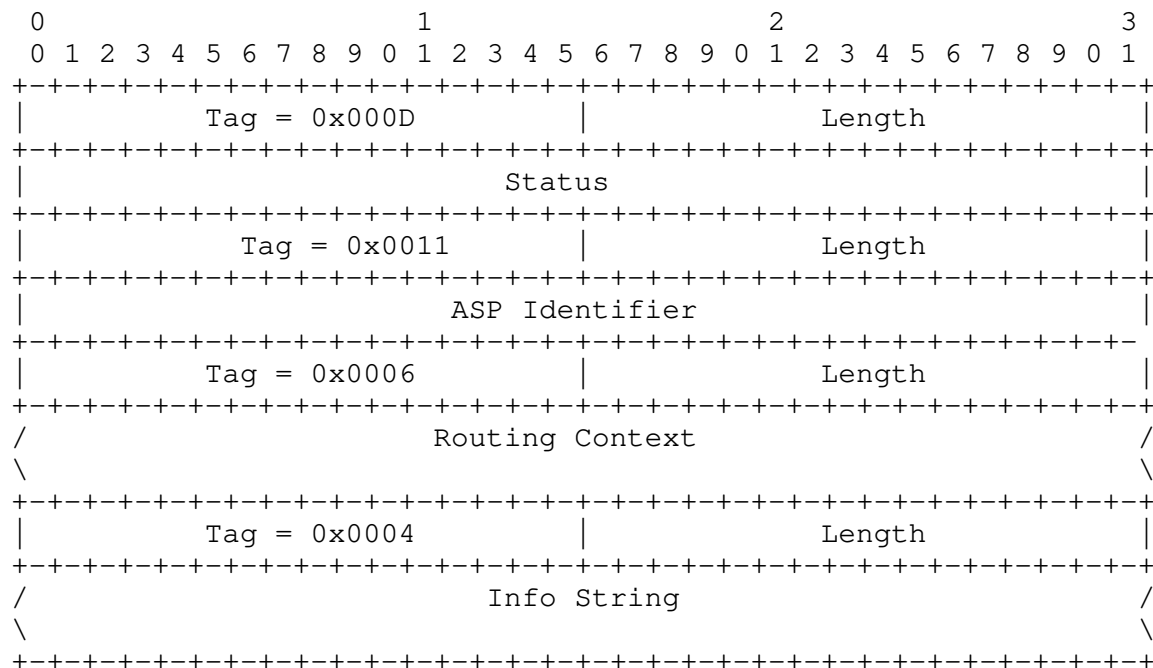 0                   1                   2                   3
 0 1 2 3 4 5 6 7 8 9 0 1 2 3 4 5 6 7 8 9 0 1 2 3 4 5 6 7 8 9 0 1
+-+-+-+-+-+-+-+-+-+-+-+-+-+-+-+-+-+-+-+-+-+-+-+-+-+-+-+-+-+-+-+
|          Tag = 0x000D         |             Length            |
+-+-+-+-+-+-+-+-+-+-+-+-+-+-+-+-+-+-+-+-+-+-+-+-+-+-+-+-+-+-+-+
|                          Status                              |
+-+-+-+-+-+-+-+-+-+-+-+-+-+-+-+-+-+-+-+-+-+-+-+-+-+-+-+-+-+-+-+
|            Tag = 0x0011       |             Length            |
+-+-+-+-+-+-+-+-+-+-+-+-+-+-+-+-+-+-+-+-+-+-+-+-+-+-+-+-+-+-+-+
|                       ASP Identifier                         |
+-+-+-+-+-+-+-+-+-+-+-+-+-+-+-+-+-+-+-+-+-+-+-+-+-+-+-+-+-+-+-
|          Tag = 0x0006         |             Length            |
+-+-+-+-+-+-+-+-+-+-+-+-+-+-+-+-+-+-+-+-+-+-+-+-+-+-+-+-+-+-+-+
/                      Routing Context                         /
\                                                              \
+-+-+-+-+-+-+-+-+-+-+-+-+-+-+-+-+-+-+-+-+-+-+-+-+-+-+-+-+-+-+-+
|          Tag = 0x0004         |             Length            |
+-+-+-+-+-+-+-+-+-+-+-+-+-+-+-+-+-+-+-+-+-+-+-+-+-+-+-+-+-+-+-+
/                         Info String                          /
\                                                              \
+-+-+-+-+-+-+-+-+-+-+-+-+-+-+-+-+-+-+-+-+-+-+-+-+-+-+-+-+-+-+-+